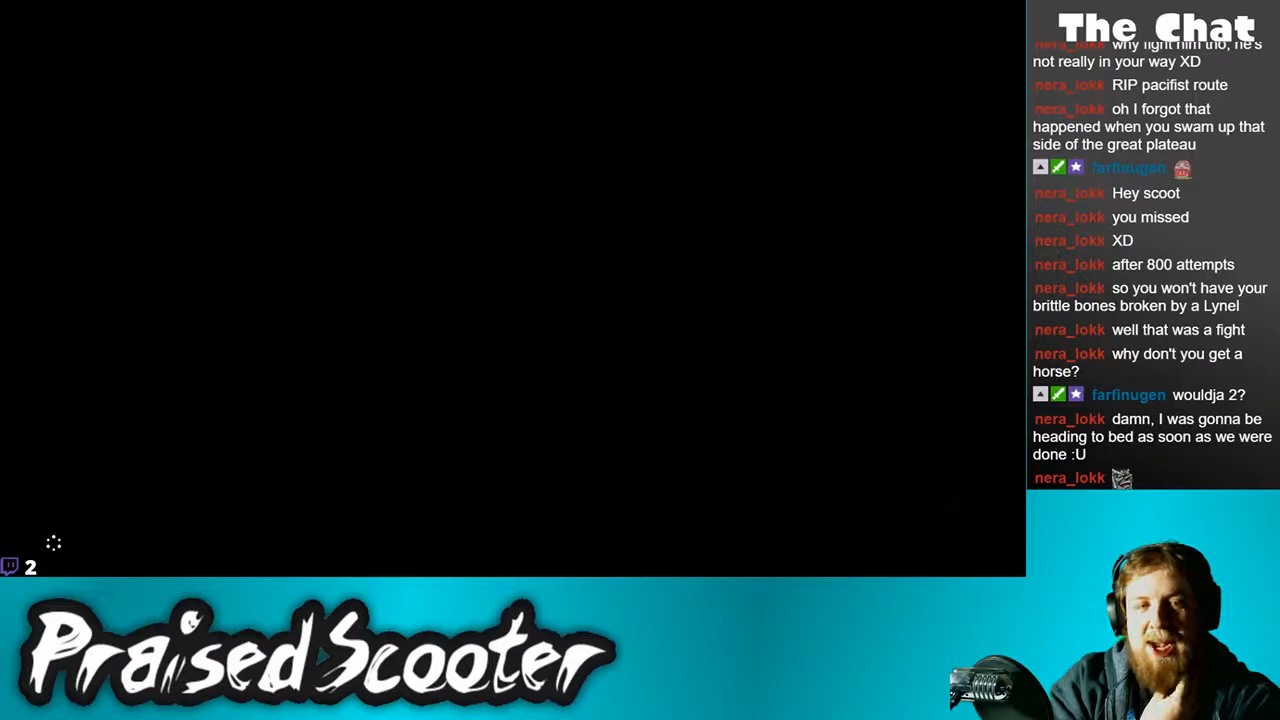 The Chat
nera_lokk why fight him tho, he's
not really in your way XD
nera_lokk RIP pacifist route
nera_lokk oh I forgot that
happened when you swam up that
side of the great plateau
farfinugen
nera_lokk Hey scoot
nera_lokk you missed
nera_lokk XD
nera_lokk after 800 attempts
nera_lokk so you won't have your
brittle bones broken by a Lynel
nera_lokk well that was a fight
nera_lokk why don't you get a
horse?
farfinugen wouldja 2?
nera_lokk damn, I was gonna be
heading to bed as soon as we were
done :U
nera_lokk
2
PraisedScooter